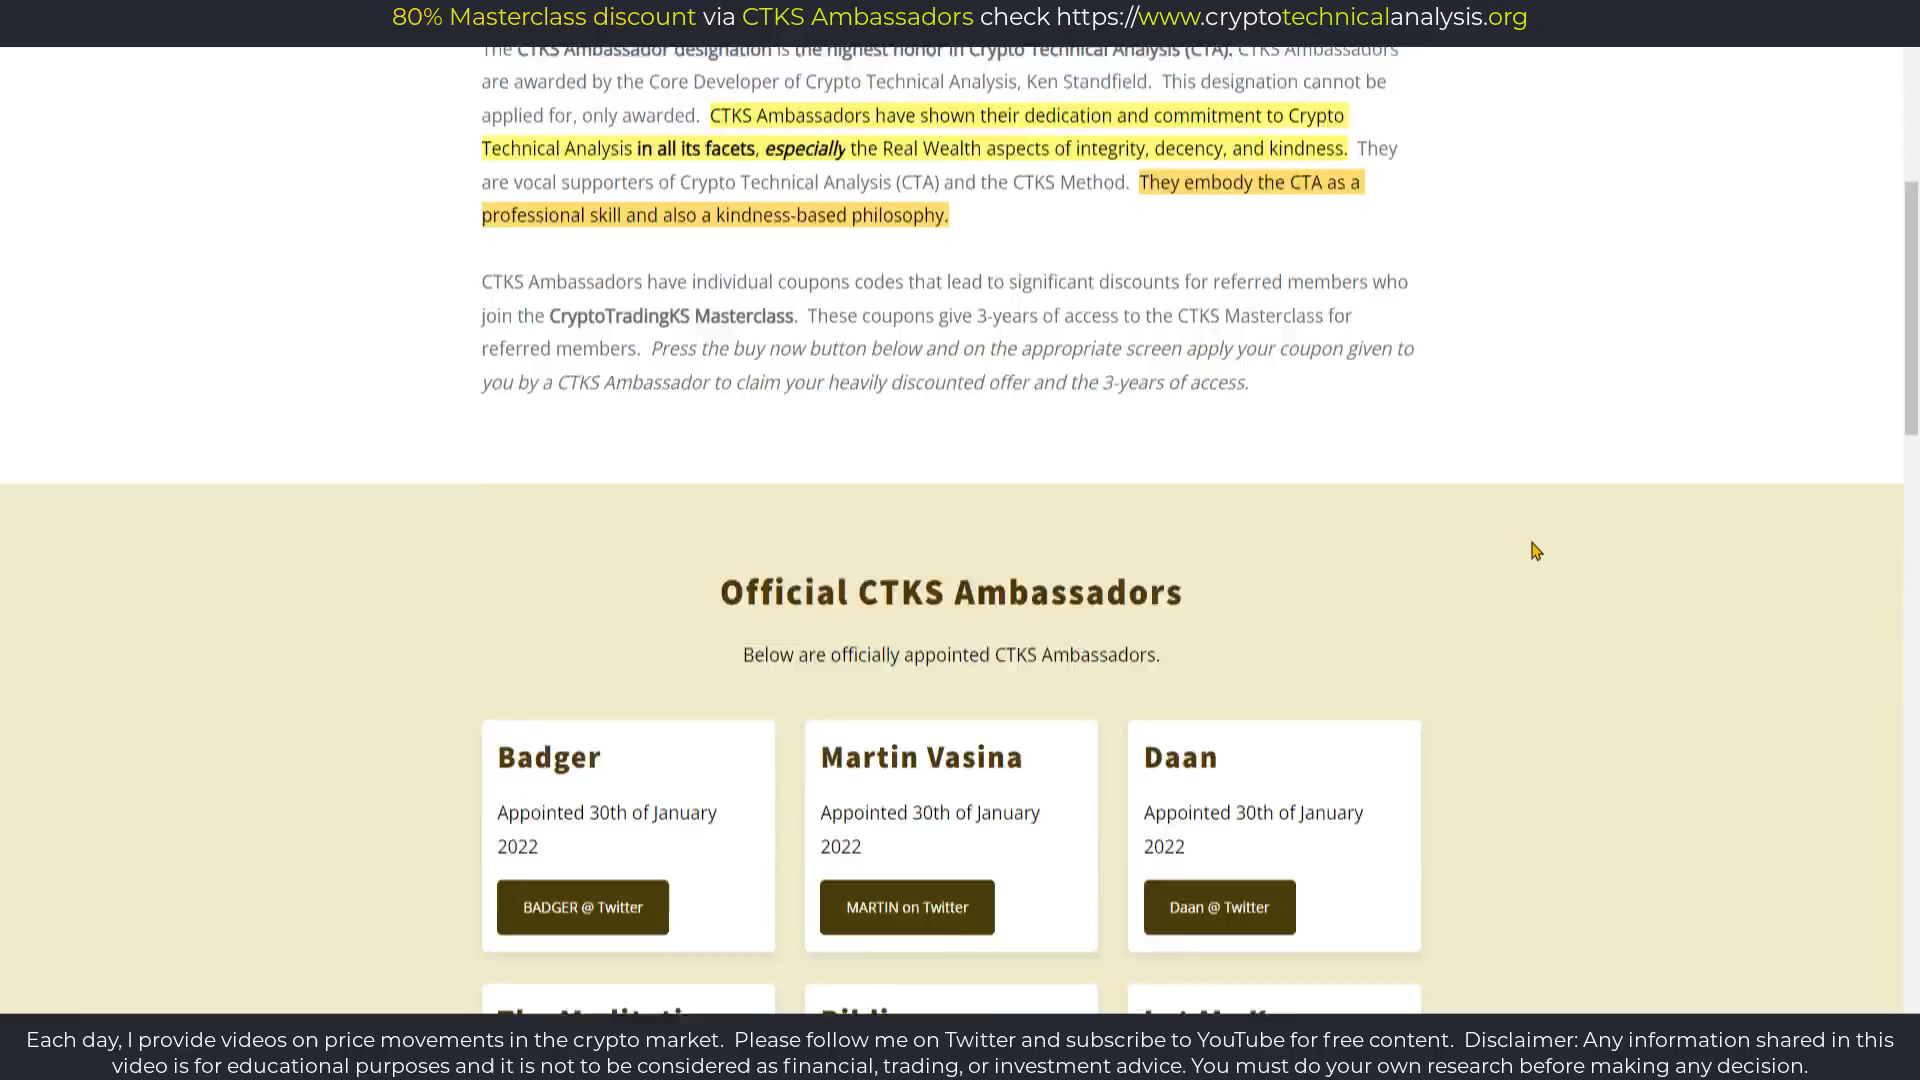 80% Masterclass discount via CTKS Ambassadors check https://www.cryptotechnicalanalysis.org
The CTKS Ambassador designation is the highest honor in Crypto Technical Analysis (CTA). CTKS Ambassadors
are awarded by the Core Developer of Crypto Technical Analysis, Ken Standfield. This designation cannot be
applied for, only awarded. CTKS Ambassadors have shown their dedication and commitment to Crypto
Technical Analysis in all its facets, especially the Real Wealth aspects of integrity, decency, and kindness. They
are vocal supporters of Crypto Technical Analysis (CTA) and the CTKS Method. They embody the CTA as a
professional skill and also a kindness-based philosophy.
CTKS Ambassadors have individual coupons codes that lead to significant discounts for referred members who
join the CryptoTradingKS Masterclass. These coupons give 3-years of access to the CTKS Masterclass for
referred members. Press the buy now button below and on the appropriate screen apply your coupon given to
you by a CTKS Ambassador to claim your heavily discounted offer and the 3-years of access.
Official CTKS Ambassadors
Below are officially appointed CTKS Ambassadors.
Badger
Appointed 30th of January
2022
BADGER @ Twitter
Martin Vasina
Appointed 30th of January
2022
MARTIN on Twitter
Daan
Appointed 30th of January
2022
Daan @ Twitter
Each day, I provide videos on price movements in the crypto market. Please follow me on Twitter and subscribe to YouTube for free content. Disclaimer: Any information shared in this
video is for educational purposes and it is not to be considered as financial, trading, or investment advice. You must do your own research before making any decision.